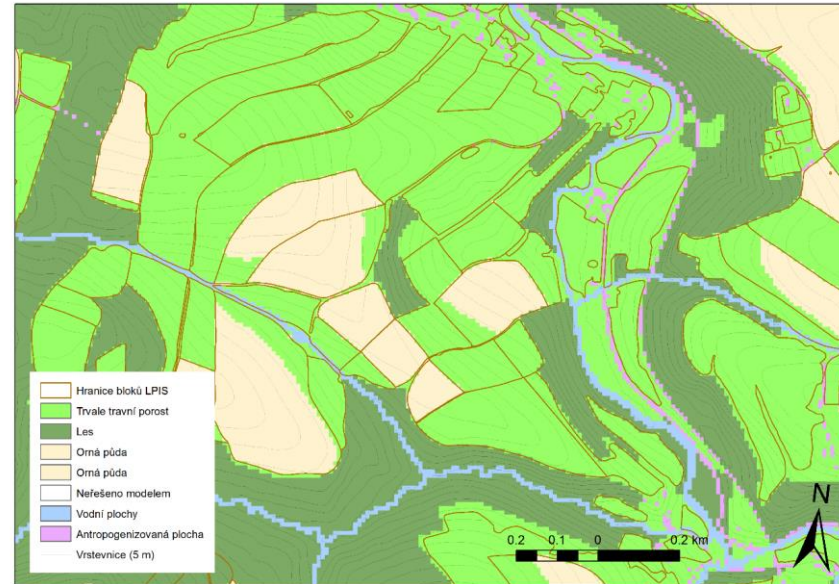 Hranice bloků LPIS
Trvale travní porost
Les
Orná půda
Orná půda
Neřešeno modelem
Vodní plochy
Antropogenizovaná plocha
Vrstevnice (5 m)
0.2 0.1 0 0.2 km
N